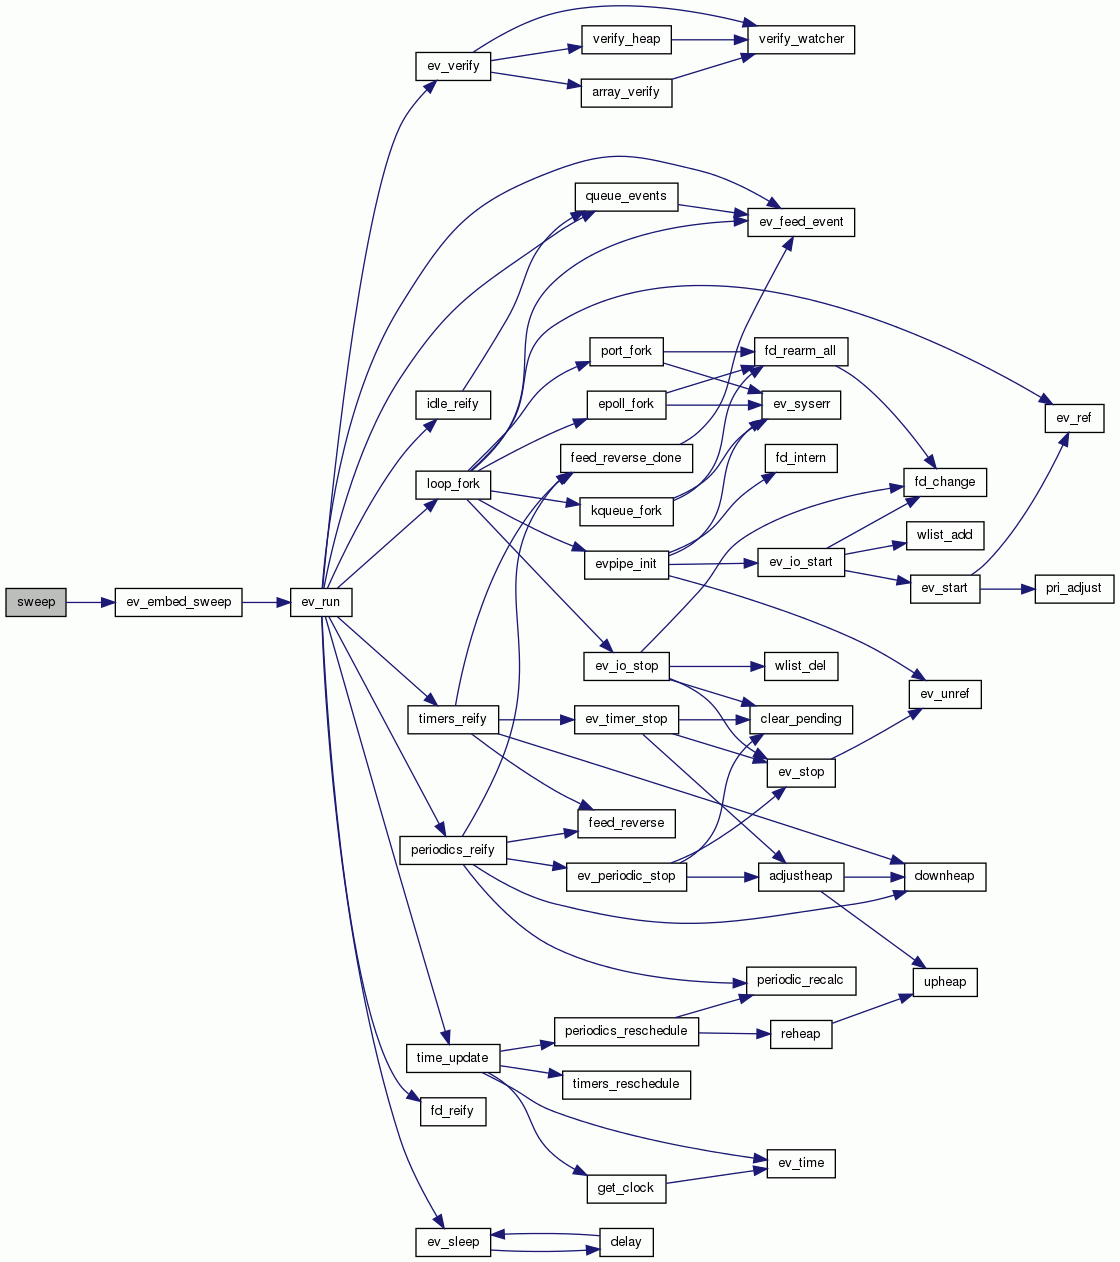 verify_heap
verify_watcher
ev_verify
array_verify
queue_events
ev_feed_event
port_fork
fd_rearm_all
idle_reify
epoll_fork
ev_syserr
ev_ref
feed_reverse_done
fd_intern
loop_fork
fd_change
kqueue_fork
wlist_add
evpipe_init
ev_io_start
ev_start
pri_adjust
sweep
ev_embed_sweep
ev_run
ev_io_stop
wlist_del
ev_unref
timers_reify
ev_timer_stop
clear_pending
ev_stop
feed_reverse
periodics_reify
ev_periodic_stop
adjustheap
downheap
periodic_recalc
upheap
periodics_reschedule
reheap
time_update
timers_reschedule
fd_reify
ev_time
get_clock
ev_sleep
delay